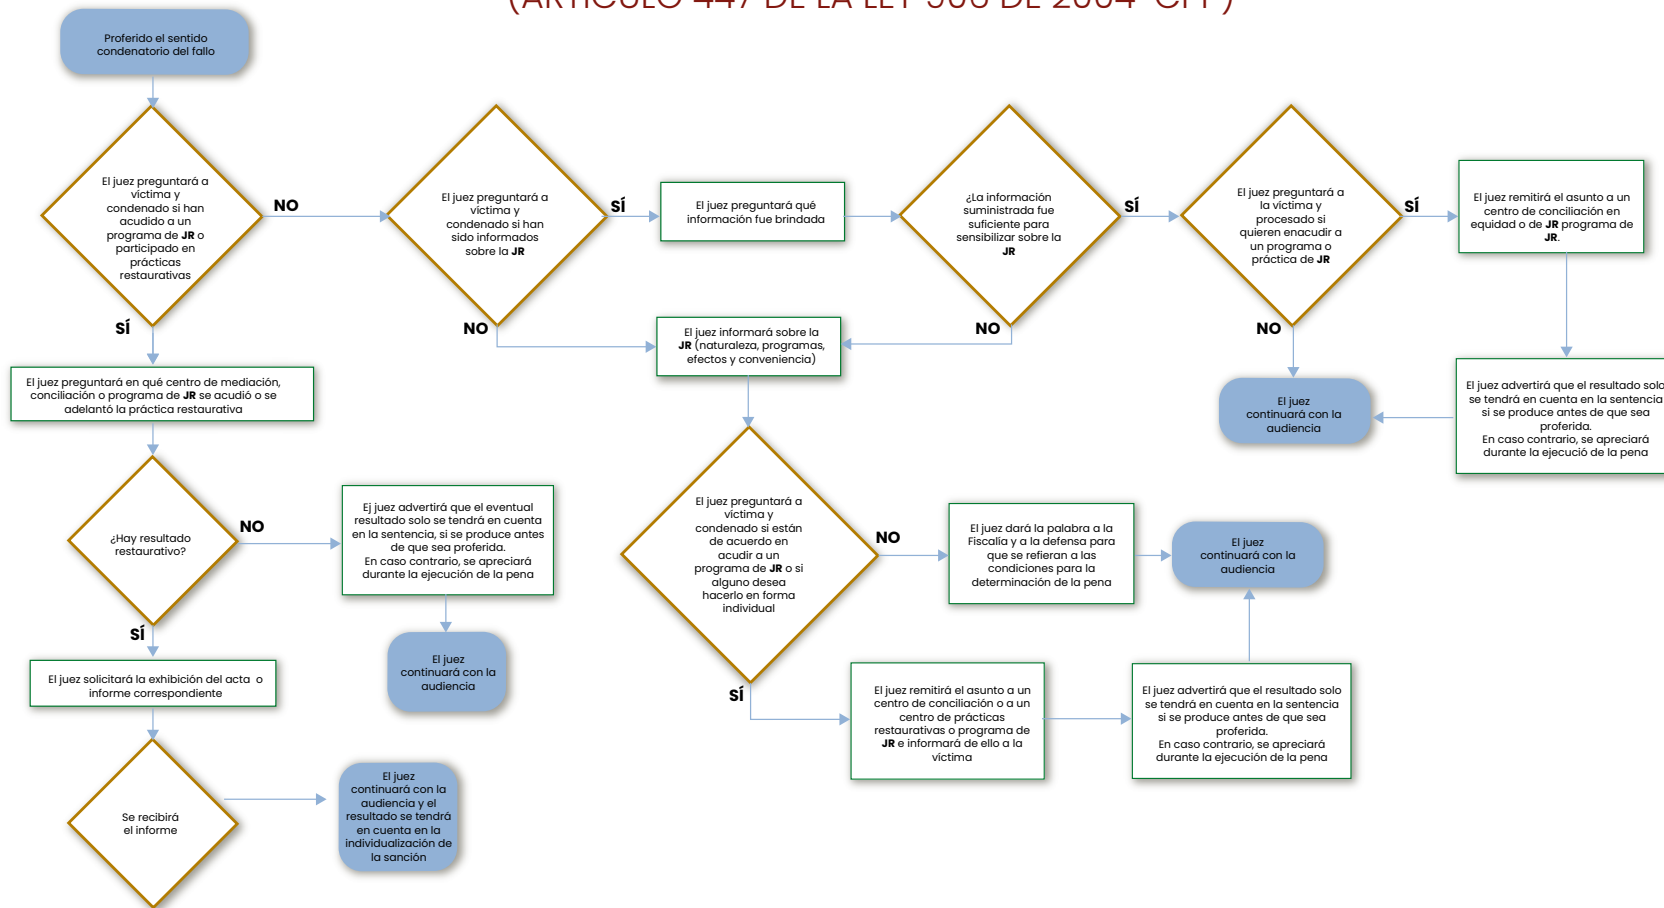 (ARTÍCULO 447 DE LA LEY 906 DE 2004 CPP)
Proferido el sentido
condenatorio del fallo
El juez preguntará a
víctima y
condenado si han
acudido a un
programa de JR o
participado en
prácticas
restaurativas
NO
El juez preguntará a
víctima y
condenado si han
sido informados
sobre la JR
SÍ
El juez preguntará qué
información fue brindada
¿La información
suministrada fue
suficiente para
sensibilizar sobre la
JR
SÍ
El juez preguntará a
la víctima y
procesado si
quieren enacudir a
un programa o
práctica de JR
SÍ
El juez remitirá el asunto a un
centro de conciliación en
equidad o de JR programa de
JR.
SÍ
NO
El juez informará sobre la
JR (naturaleza, programas,
efectos y conveniencia)
NO
NO
El juez preguntará en qué centro de mediación,
conciliación o programa de JR se acudió o se
adelantó la práctica restaurativa
El juez
continuará con la
audiencia
El juez advertirá que el resultado solo
se tendrá en cuenta en la sentencia
si se produce antes de que sea
proferida.
En caso contrario, se apreciará
durante la ejecució de la pena
¿Hay resultado
restaurativo?
NO
Ej juez advertirá que el eventual
resultado solo se tendrá en cuenta
en la sentencia, si se produce antes
de que sea proferida.
En caso contrario, se apreciará
durante la ejecución de la pena
El juez preguntará a
víctima y
condenado si están
de acuerdo en
acudir a un
programa de JR o si
alguno desea
hacerlo en forma
individual
NO
El juez dará la palabra a la
Fiscalía y a la defensa para
que se refieran a las
condiciones para la
determinación de la pena
El juez
continuará con la
audiencia
SÍ
El juez
continuará con la
audiencia
El juez solicitará la exhibición del acta o
informe correspondiente
SÍ
El juez remitirá el asunto a un
centro de conciliación o a un
centro de prácticas
restaurativas o programa de
JR e informará de ello a la
víctima
El juez advertirá que el resultado solo
se tendrá en cuenta en la sentencia
si se produce antes de que sea
proferida.
En caso contrario, se apreciará
durante la ejecución de la pena
Se recibirá
el informe
El juez
continuará con la
audiencia y el
resultado se tendrá
en cuenta en la
individualización de
la sanción